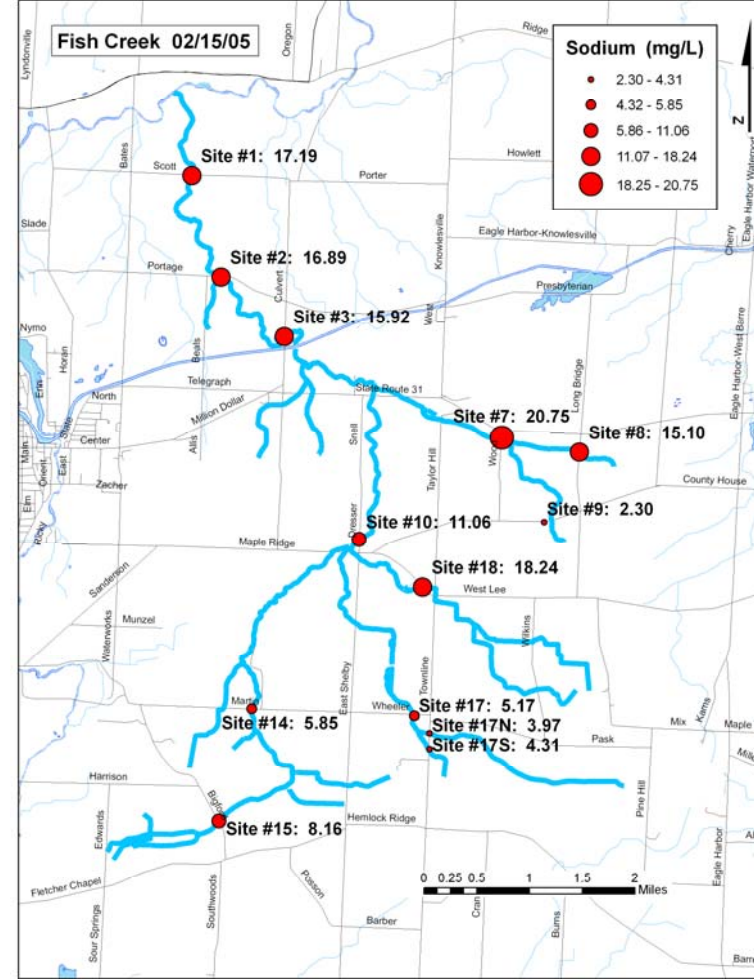 Fish Creek 02/15/05
Sodium (mg/L)
2.30 - 4.31
4.32 - 5.85
5.86 - 11.06
11.07 - 18.24
18.25 - 20.75
N
Lyndonville
Oregon
Ridge
Bates
Scott
Site #1: 17.19
Porter
Howlett
Eagle Harbor Waterport
Slade
Knowlesville
Eagle Harbor-Knowlesville
Cherry
Portage
Site #2: 16.89
Culvert
Presbyterian
Site #3: 15.92
West
Nymo
Horan
Beals
Erin
Telegraph
State Route 31
Long Bridge
Eagle Harbor-West Barre
North
Million Dollar
State
Center
Allis
Snell
Site #7: 20.75
Site #8: 15.10
Main
Orient
East
Taylor Hill
Zacher
County House
Elm
Ricky
Site #9: 2.30
Site #10: 11.06
Maple Ridge
Site #18: 18.24
West Lee
Sanderson
Waterworks
Munzel
Wilkins
East Shelby
Townline
Site #17: 5.17
Wheeler
Site #17N: 3.97
Site #17S: 4.31
Site #14: 5.85
Mix
Kams
Maple
Pask
Harrison
Edwards
Pine Hill
Site #15: 8.16
Hemlock Ridge
Eagle Harbor
Fletcher Chapel
Southwoods
Posson
0 0.25 0.5 1 1.5 2
Miles
Sour Springs
Barber
Cran
Burns